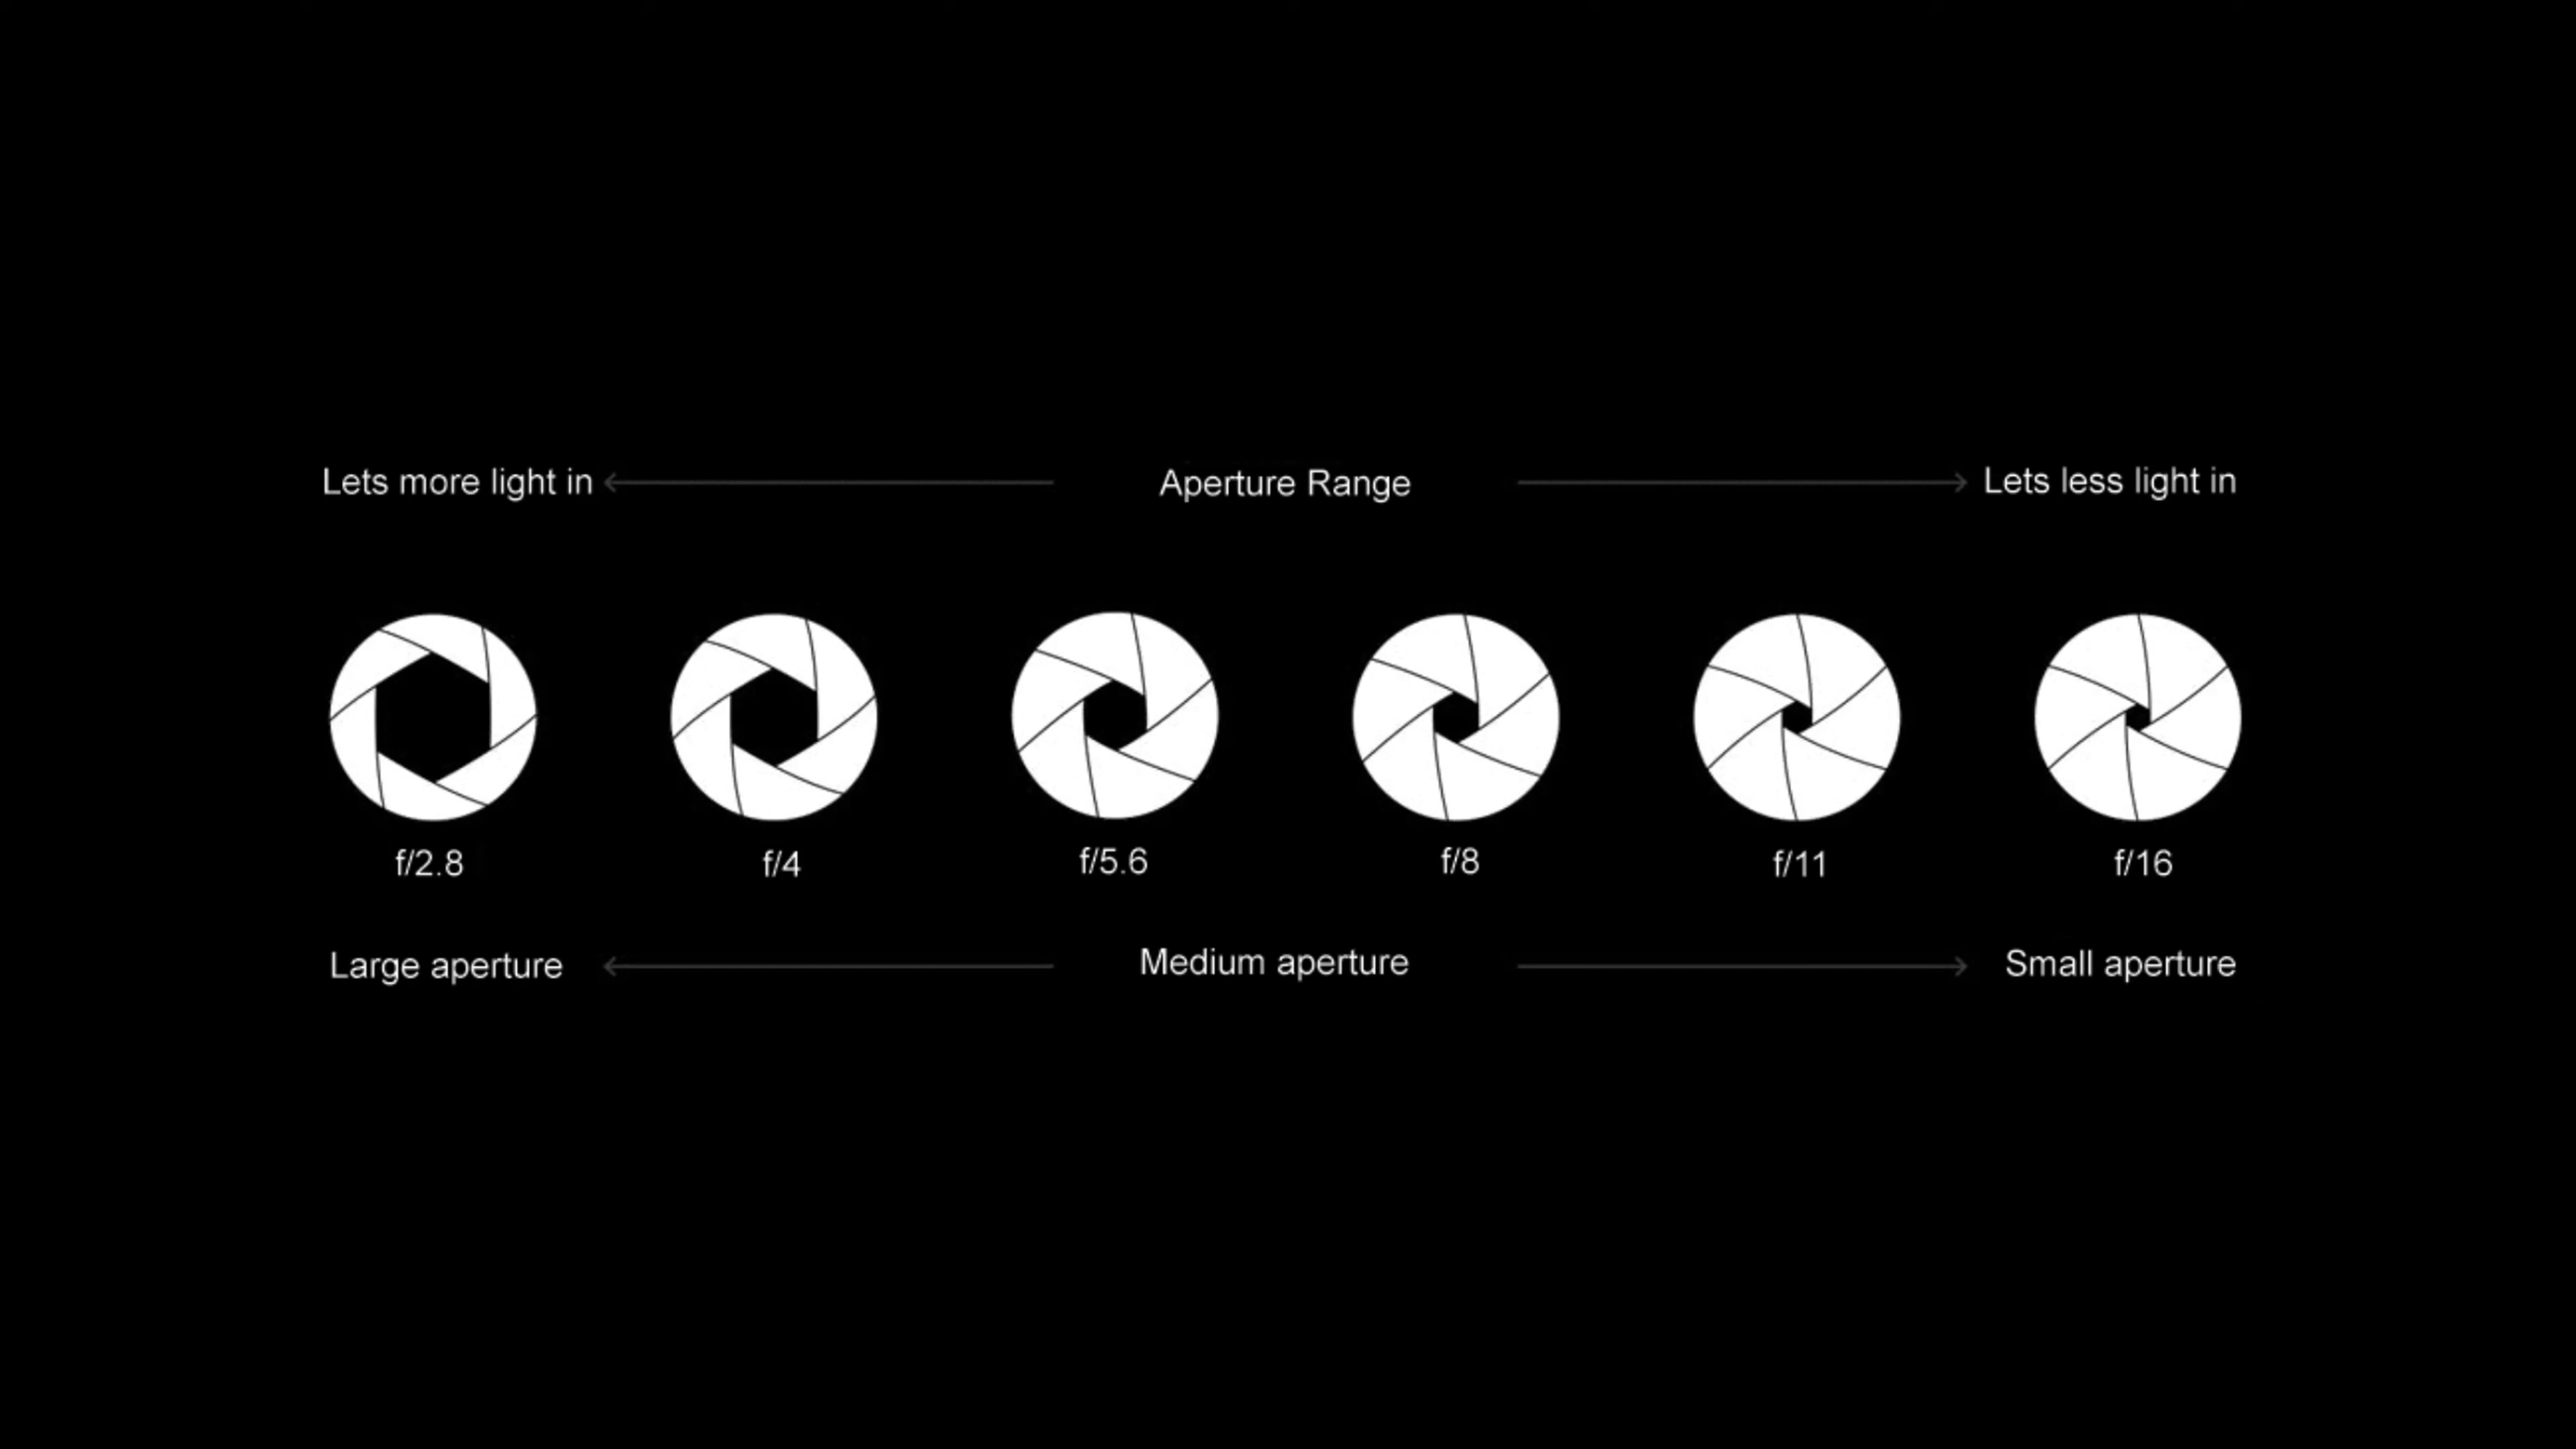 Lets more light in
Aperture Range
Lets less light in
f/2.8
f/4
f/5.6
f/8
f/11
f/16
Large aperture
Medium aperture
Small aperture